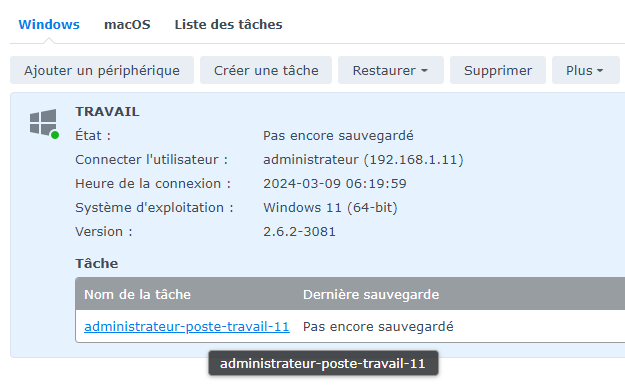 Windows macOS Liste des tâches
Ajouter un périphérique Créer une tâche Restaurer Supprimer Plus
TRAVAIL
État : Pas encore sauvegardé
Connecter l'utilisateur : administrateur (192.168.1.11)
Heure de la connexion : 2024-03-09 06:19:59
Système d'exploitation : Windows 11 (64-bit)
Version : 2.6.2-3081
Tâche
Nom de la tâche Dernière sauvegarde
administrateur-poste-travail-11 Pas encore sauvegardé
administrateur-poste-travail-11